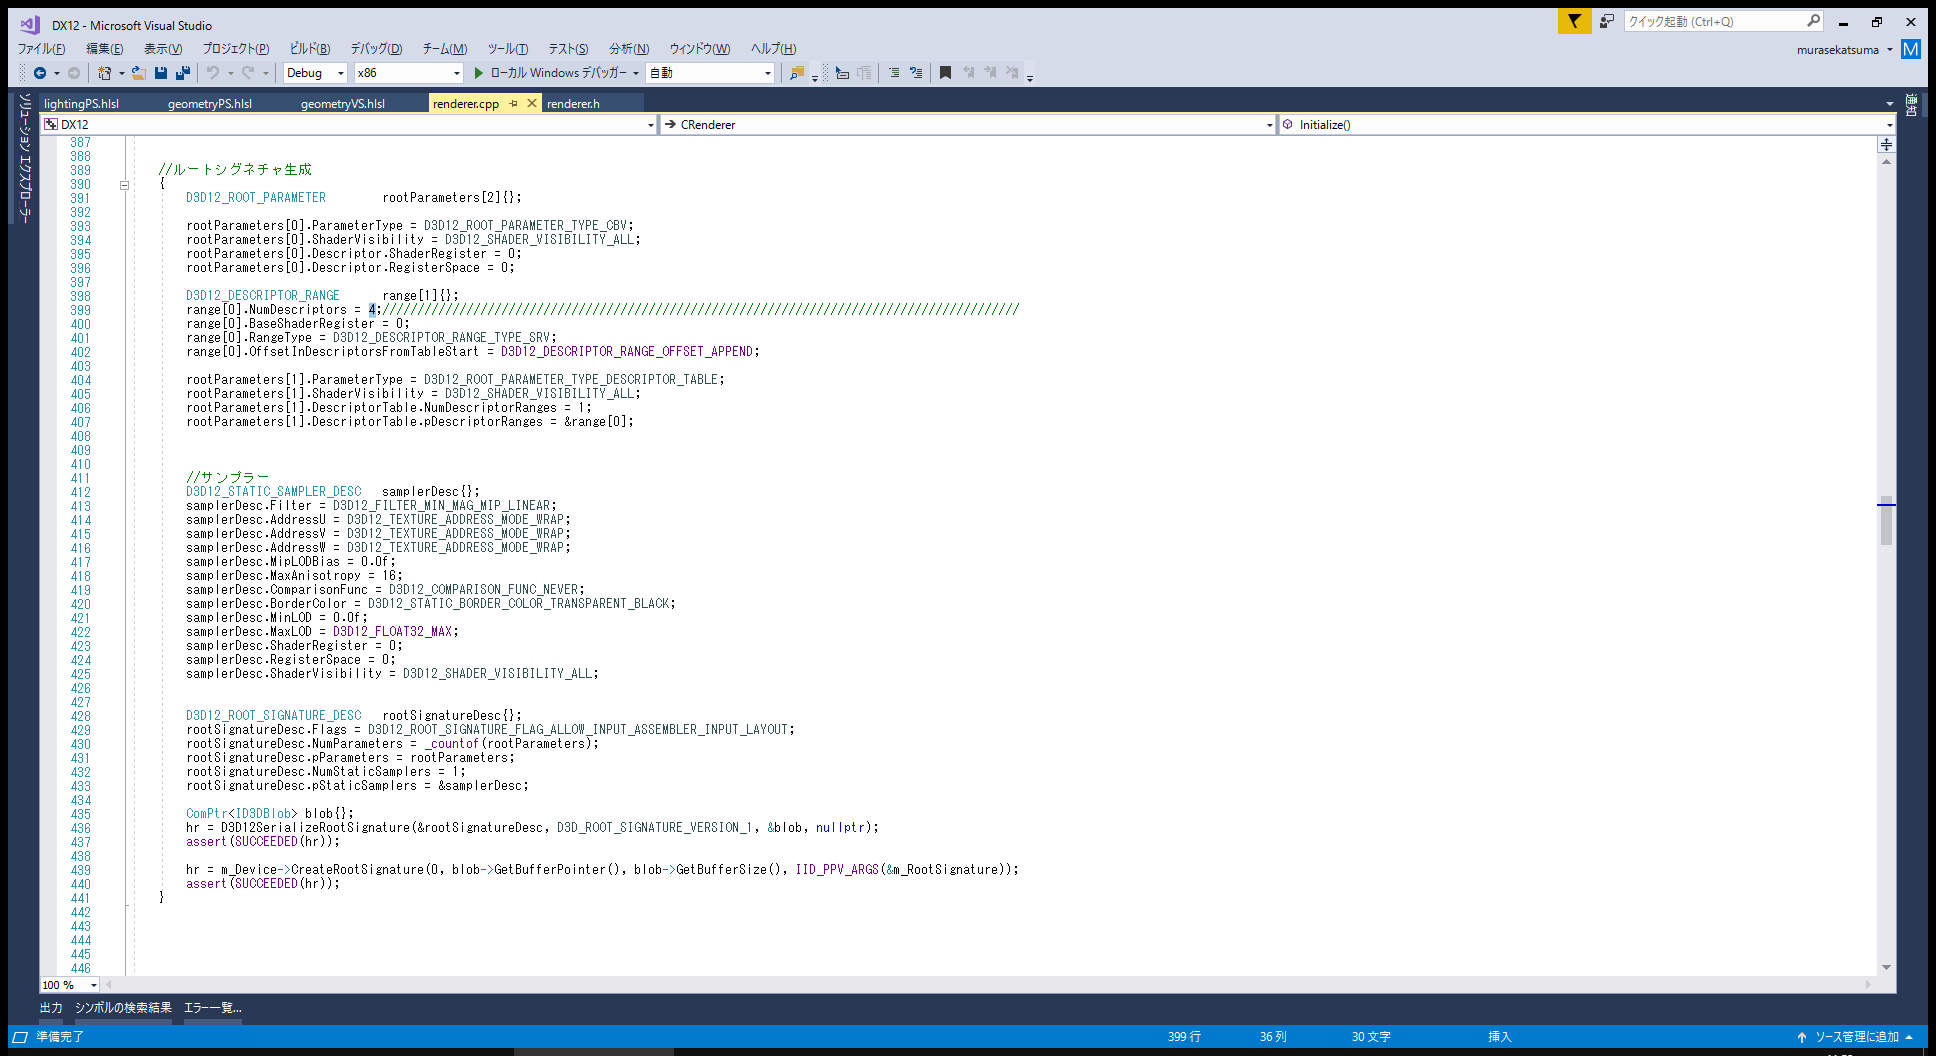 DX12 - Microsoft Visual Studio
クイック起動 (Ctrl+Q)
ファイル(F) 編集(E) 表示(V) プロジェクト(P) ビルド(B) デバッグ(D) チーム(M) ツール(T) テスト(S) 分析(N) ウィンドウ(W) ヘルプ(H)
murasekatsuma M
Debug x86 ローカル Windows デバッガー 自動
ソリューション エクスプローラー
通知
lightingPS.hlsl geometryPS.hlsl geometryVS.hlsl renderer.cpp renderer.h
DX12 CRenderer Initialize()
387
388
389 //ルートシグネチャ生成
390 {
391 D3D12_ROOT_PARAMETER rootParameters[2]{};
392
393 rootParameters[0].ParameterType = D3D12_ROOT_PARAMETER_TYPE_CBV;
394 rootParameters[0].ShaderVisibility = D3D12_SHADER_VISIBILITY_ALL;
395 rootParameters[0].Descriptor.ShaderRegister = 0;
396 rootParameters[0].Descriptor.RegisterSpace = 0;
397
398 D3D12_DESCRIPTOR_RANGE range[1]{};
399 range[0].NumDescriptors = 4;///////////////////////////////////////////////////////////////////////////////////////////
400 range[0].BaseShaderRegister = 0;
401 range[0].RangeType = D3D12_DESCRIPTOR_RANGE_TYPE_SRV;
402 range[0].OffsetInDescriptorsFromTableStart = D3D12_DESCRIPTOR_RANGE_OFFSET_APPEND;
403
404 rootParameters[1].ParameterType = D3D12_ROOT_PARAMETER_TYPE_DESCRIPTOR_TABLE;
405 rootParameters[1].ShaderVisibility = D3D12_SHADER_VISIBILITY_ALL;
406 rootParameters[1].DescriptorTable.NumDescriptorRanges = 1;
407 rootParameters[1].DescriptorTable.pDescriptorRanges = &range[0];
408
409
410
411 //サンプラー
412 D3D12_STATIC_SAMPLER_DESC samplerDesc{};
413 samplerDesc.Filter = D3D12_FILTER_MIN_MAG_MIP_LINEAR;
414 samplerDesc.AddressU = D3D12_TEXTURE_ADDRESS_MODE_WRAP;
415 samplerDesc.AddressV = D3D12_TEXTURE_ADDRESS_MODE_WRAP;
416 samplerDesc.AddressW = D3D12_TEXTURE_ADDRESS_MODE_WRAP;
417 samplerDesc.MipLODBias = 0.0f;
418 samplerDesc.MaxAnisotropy = 16;
419 samplerDesc.ComparisonFunc = D3D12_COMPARISON_FUNC_NEVER;
420 samplerDesc.BorderColor = D3D12_STATIC_BORDER_COLOR_TRANSPARENT_BLACK;
421 samplerDesc.MinLOD = 0.0f;
422 samplerDesc.MaxLOD = D3D12_FLOAT32_MAX;
423 samplerDesc.ShaderRegister = 0;
424 samplerDesc.RegisterSpace = 0;
425 samplerDesc.ShaderVisibility = D3D12_SHADER_VISIBILITY_ALL;
426
427
428 D3D12_ROOT_SIGNATURE_DESC rootSignatureDesc{};
429 rootSignatureDesc.Flags = D3D12_ROOT_SIGNATURE_FLAG_ALLOW_INPUT_ASSEMBLER_INPUT_LAYOUT;
430 rootSignatureDesc.NumParameters = _countof(rootParameters);
431 rootSignatureDesc.pParameters = rootParameters;
432 rootSignatureDesc.NumStaticSamplers = 1;
433 rootSignatureDesc.pStaticSamplers = &samplerDesc;
434
435 ComPtr<ID3DBlob> blob{};
436 hr = D3D12SerializeRootSignature(&rootSignatureDesc, D3D_ROOT_SIGNATURE_VERSION_1, &blob, nullptr);
437 assert(SUCCEEDED(hr));
438
439 hr = m_Device->CreateRootSignature(0, blob->GetBufferPointer(), blob->GetBufferSize(), IID_PPV_ARGS(&m_RootSignature));
440 assert(SUCCEEDED(hr));
441 }
442
443
444
445
446
100 %
出力 シンボルの検索結果 エラー一覧...
準備完了 399 行 36 列 30 文字 挿入 ソース管理に追加